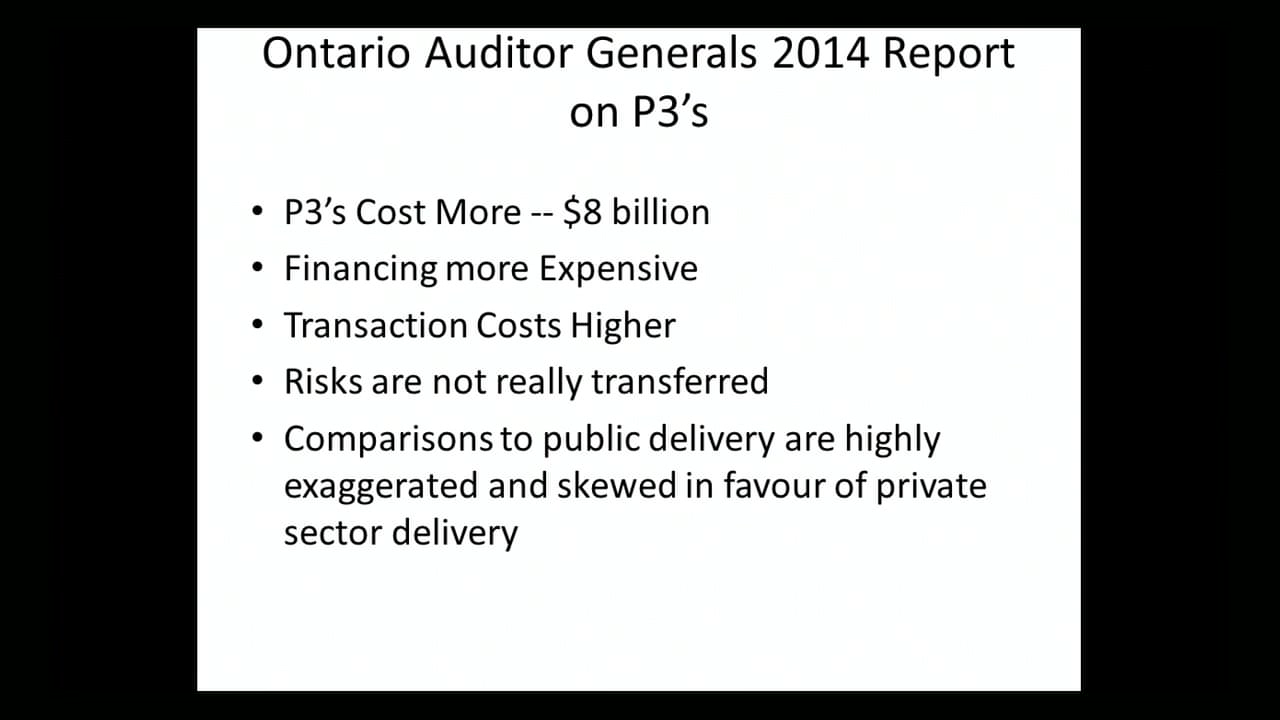 Ontario Auditor Generals 2014 Report
on P3’s
• P3’s Cost More -- $8 billion
• Financing more Expensive
• Transaction Costs Higher
• Risks are not really transferred
• Comparisons to public delivery are highly
exaggerated and skewed in favour of private
sector delivery